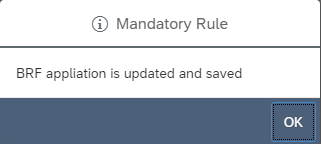 Mandatory Rule
BRF appliation is updated and saved
OK